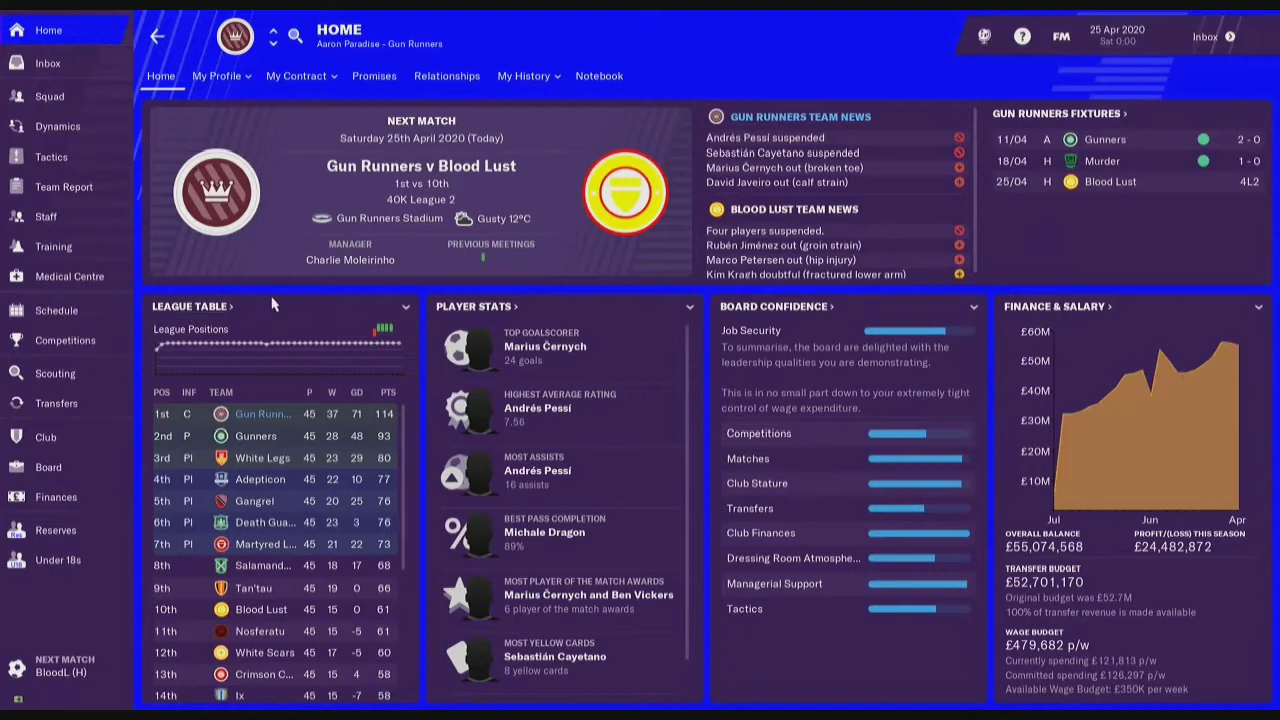 Home
Inbox
Squad
Dynamics
Tactics
Team Report
Staff
Training
Medical Centre
Schedule
Competitions
Scouting
Transfers
Club
Board
Finances
Reserves
Under 18s
NEXT MATCH
BloodL (H)
HOME
Aaron Paradise - Gun Runners
FM
25 Apr 2020
Sat 0:00
Inbox
Home My Profile My Contract Promises Relationships My History Notebook
NEXT MATCH
Saturday 25th April 2020 (Today)
Gun Runners v Blood Lust
1st vs 10th
40K League 2
Gun Runners Stadium Gusty 12°C
MANAGER PREVIOUS MEETINGS
Charlie Moleirinho
GUN RUNNERS TEAM NEWS
Andrés Pessí suspended
Sebastián Cayetano suspended
Marius Černych out (broken toe)
David Javeiro out (calf strain)
BLOOD LUST TEAM NEWS
Four players suspended.
Rubén Jiménez out (groin strain)
Marco Petersen out (hip injury)
Kim Kragh doubtful (fractured lower arm)
GUN RUNNERS FIXTURES >
11/04 A Gunners 2 - 0
18/04 H Murder 1 - 0
25/04 H Blood Lust 4L2
LEAGUE TABLE >
League Positions
POS INF TEAM P W GD PTS
1st C Gun Runn... 45 37 71 114
2nd P Gunners 45 28 48 93
3rd Pl White Legs 45 23 29 80
4th Pl Adepticon 45 22 10 77
5th Pl Gangrel 45 20 25 76
6th Pl Death Gua... 45 23 3 76
7th Pl Martyred L... 45 21 22 73
8th Salamand... 45 18 17 68
9th Tan'tau 45 19 0 66
10th Blood Lust 45 15 0 61
11th Nosferatu 45 15 -5 61
12th White Scars 45 17 -5 60
13th Crimson C... 45 15 4 58
14th Ix 45 15 -7 58
PLAYER STATS >
TOP GOALSCORER
Marius Černych
24 goals
HIGHEST AVERAGE RATING
Andrés Pessí
7.56
MOST ASSISTS
Andrés Pessí
16 assists
BEST PASS COMPLETION
Michale Dragon
89%
MOST PLAYER OF THE MATCH AWARDS
Marius Černych and Ben Vickers
6 player of the match awards
MOST YELLOW CARDS
Sebastián Cayetano
8 yellow cards
BOARD CONFIDENCE >
Job Security
To summarise, the board are delighted with the
leadership qualities you are demonstrating.
This is in no small part down to your extremely tight
control of wage expenditure.
Competitions
Matches
Club Stature
Transfers
Club Finances
Dressing Room Atmosphe...
Managerial Support
Tactics
FINANCE & SALARY >
£60M
£50M
£40M
£30M
£20M
£10M
Jul Jun Apr
OVERALL BALANCE PROFIT/(LOSS) THIS SEASON
£55,074,568 £24,482,872
TRANSFER BUDGET
£52,701,170
Original budget was £52.7M
100% of transfer revenue is made available
WAGE BUDGET
£479,682 p/w
Currently spending £121,813 p/w
Committed spending £126,297 p/w
Available Wage Budget: £350K per week